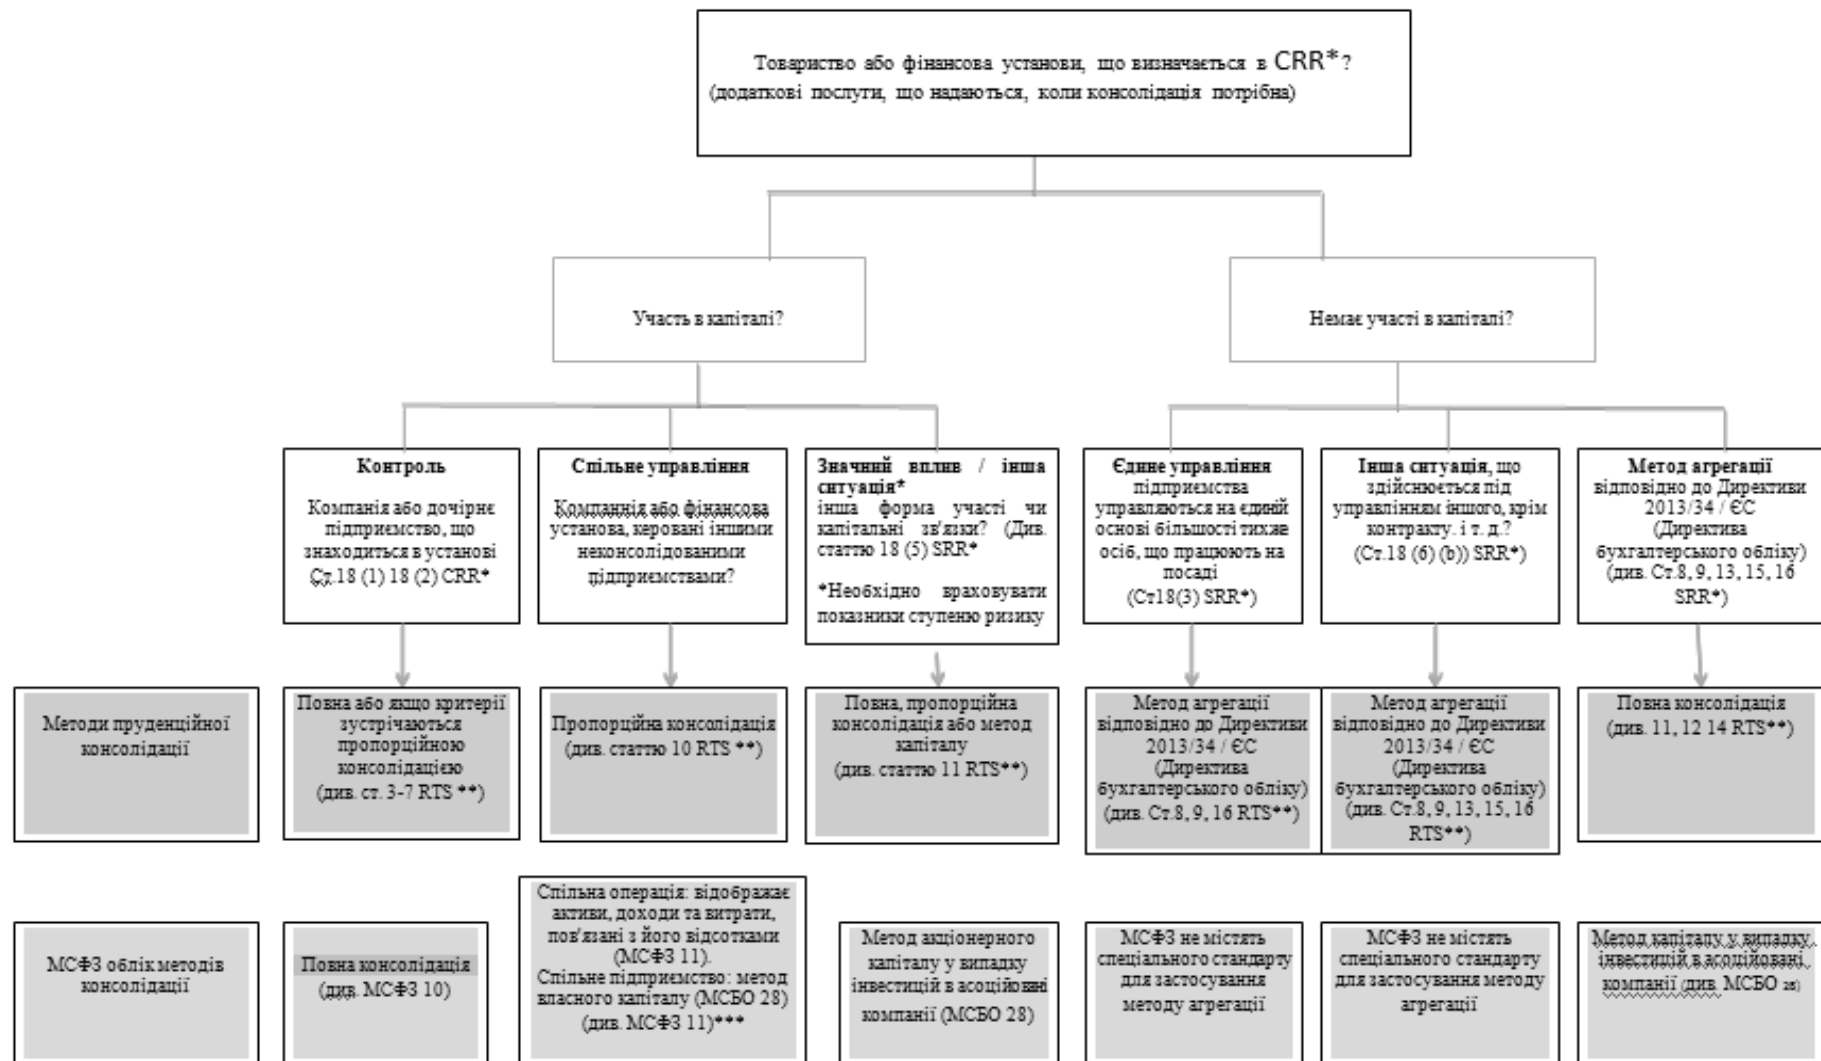 Товариство або фінансова установи, що визначається в CRR*?
(додаткові послуги, що надаються, коли консолідація потрібна)
Участь в капіталі?
Немає участі в капіталі?
Контроль
Компанія або дочірнє
підприємство, що
знаходиться в установі
Ст.18 (1) 18 (2) CRR*
Спільне управління
Компаннія або фінансова
установа, керовані іншими
неконсолідованими
підприємствами?
Значний вплив / інша
ситуація*
інша форма участі чи
капітальні зв'язки? (Див.
статтю 18 (5) SRR*
*Необхідно враховувати
показники ступеню ризику
Єдине управління
підприємства
управляються на єдиній
основі більшості тих же
осіб, що працюють на
посаді
(Ст18(3) SRR*)
Інша ситуація, що
здійснюється під
управлінням іншого, крім
контракту. і т. д.?
(Ст.18 (6) (b)) SRR*)
Метод агрегації
відповідно до Директиви
2013/34 / ЄС
(Директива
бухгалтерського обліку)
(див. Ст.8, 9, 13, 15, 16
SRR*)
Методи пруденційної
консолідації
Повна або якщо критерії
зустрічаються
пропорційною
консолідацією
(див. ст. 3-7 RTS **)
Пропорційна консолідація
(див. статтю 10 RTS **)
Повна, пропорційна
консолідація або метод
капіталу
(див. статтю 11 RTS**)
Метод агрегації
відповідно до Директиви
2013/34 / ЄС
(Директива
бухгалтерського обліку)
(див. Ст.8, 9, 16 RTS**)
Метод агрегації
відповідно до Директиви
2013/34 / ЄС
(Директива
бухгалтерського обліку)
(див. Ст.8, 9, 13, 15, 16
RTS**)
Повна консолідація
(див. 11, 12 14 RTS**)
МСФЗ облік методів
консолідації
Повна консолідація
(див. МСФЗ 10)
Спільна операція: відображає
активи, доходи та витрати,
пов'язані з його відсотками
(МСФЗ 11).
Спільне підприємство: метод
власного капіталу (МСБО 28)
(див. МСФЗ 11)***
Метод акціонерного
капіталу у випадку
інвестицій в асоційовані
компанії (МСБО 28)
МСФЗ не містять
спеціального стандарту
для застосування
методу агрегації
МСФЗ не містять
спеціального стандарту
для застосування методу
агрегації
Метод капіталу у випадку
інвестицій в асоційовані
компанії (див. МСБО 28)